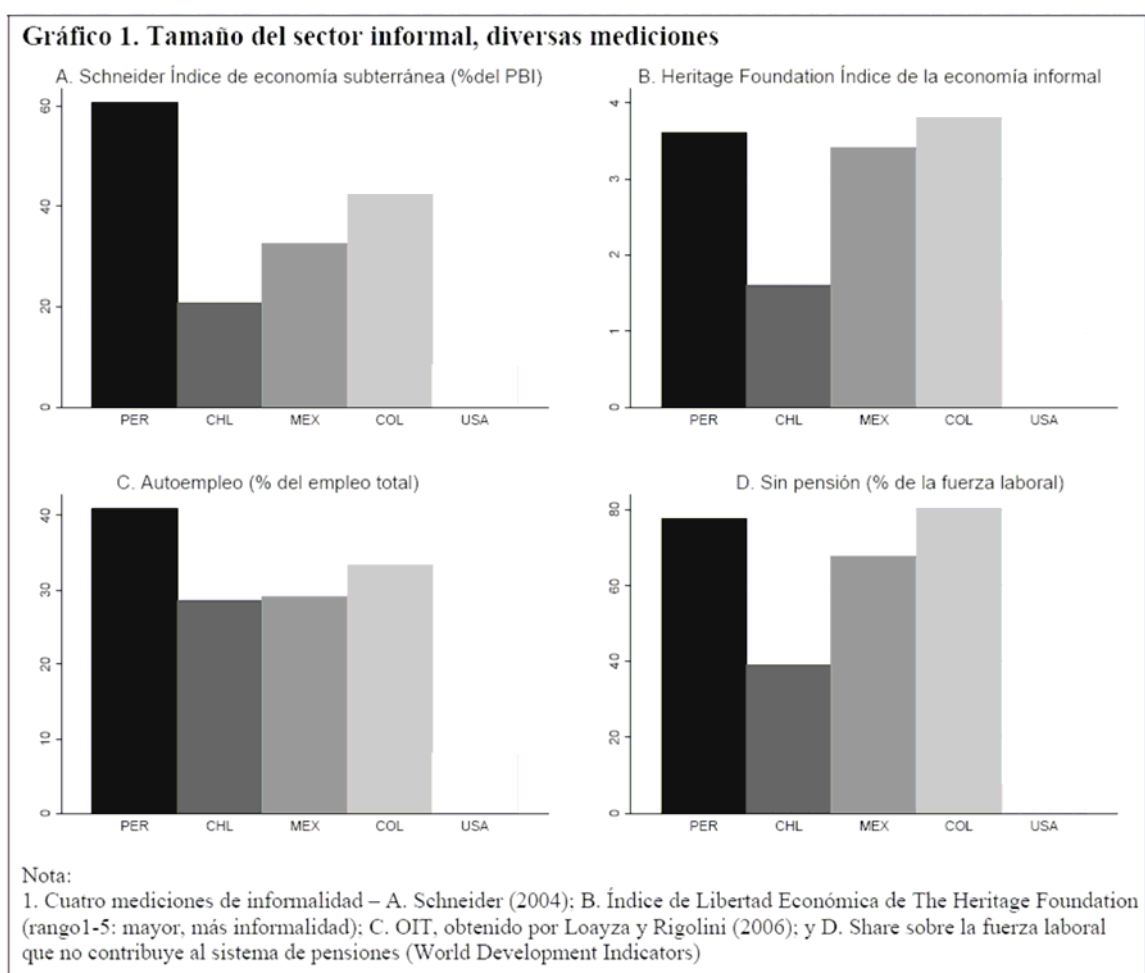 Gráfico 1. Tamaño del sector informal, diversas mediciones
A. Schneider Índice de economía subterránea (%del PBI)
60
40
20
0
PER CHL MEX COL USA
B. Heritage Foundation Índice de la economía informal
4
3
2
1
0
PER CHL MEX COL USA
C. Autoempleo (% del empleo total)
40
30
20
10
0
PER CHL MEX COL USA
D. Sin pensión (% de la fuerza laboral)
80
60
40
20
0
PER CHL MEX COL USA
Nota:
1. Cuatro mediciones de informalidad – A. Schneider (2004); B. Índice de Libertad Económica de The Heritage Foundation
(rango1-5: mayor, más informalidad); C. OIT, obtenido por Loayza y Rigolini (2006); y D. Share sobre la fuerza laboral
que no contribuye al sistema de pensiones (World Development Indicators)